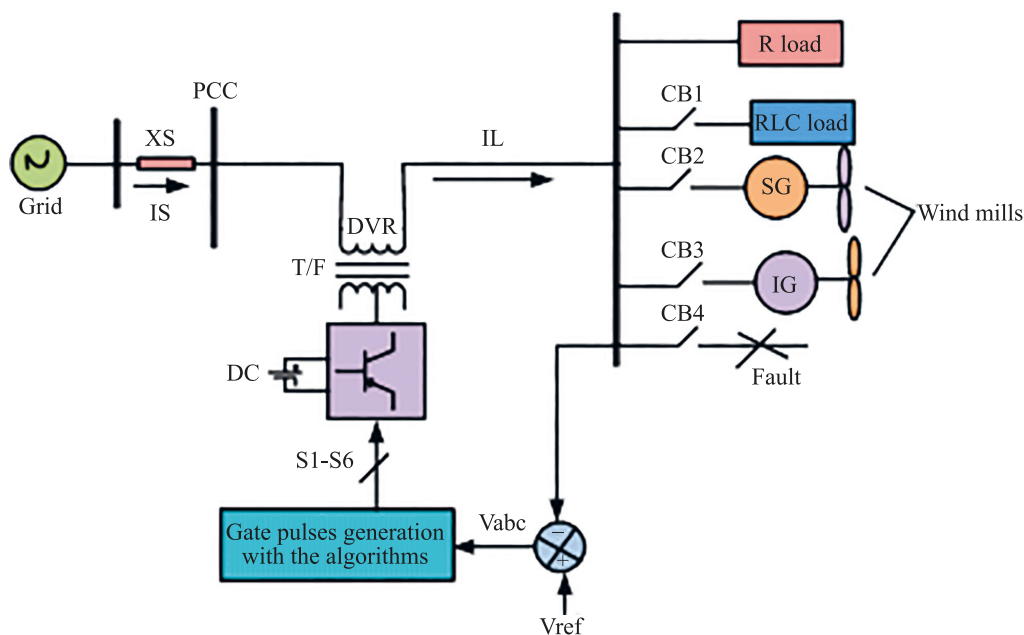 R load
PCC
CB1
XS
IL
RLC load
CB2
SG
Grid
IS
Wind mills
DVR
T/F
CB3
IG
CB4
DC
Fault
S1-S6
Gate pulses generation
with the algorithms
Vabc
−
+
Vref